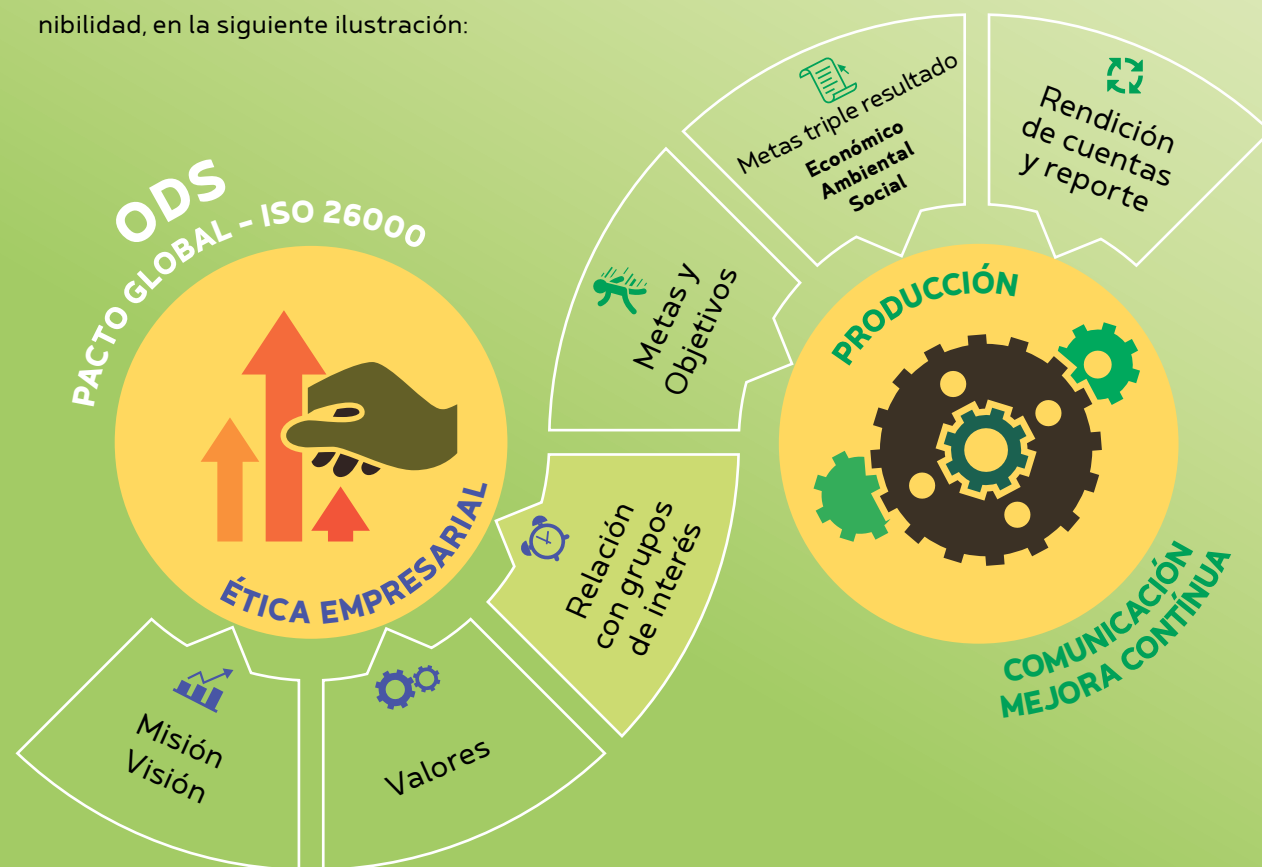 nibilidad, en la siguiente ilustración:
ODS
PACTO GLOBAL - ISO 26000
ÉTICA EMPRESARIAL
Misión
Visión
Valores
Relación
con grupos
de interés
Metas y
Objetivos
Metas triple resultado
Económico
Ambiental
Social
Rendición
de cuentas
y reporte
PRODUCCIÓN
COMUNICACIÓN
MEJORA CONTÍNUA